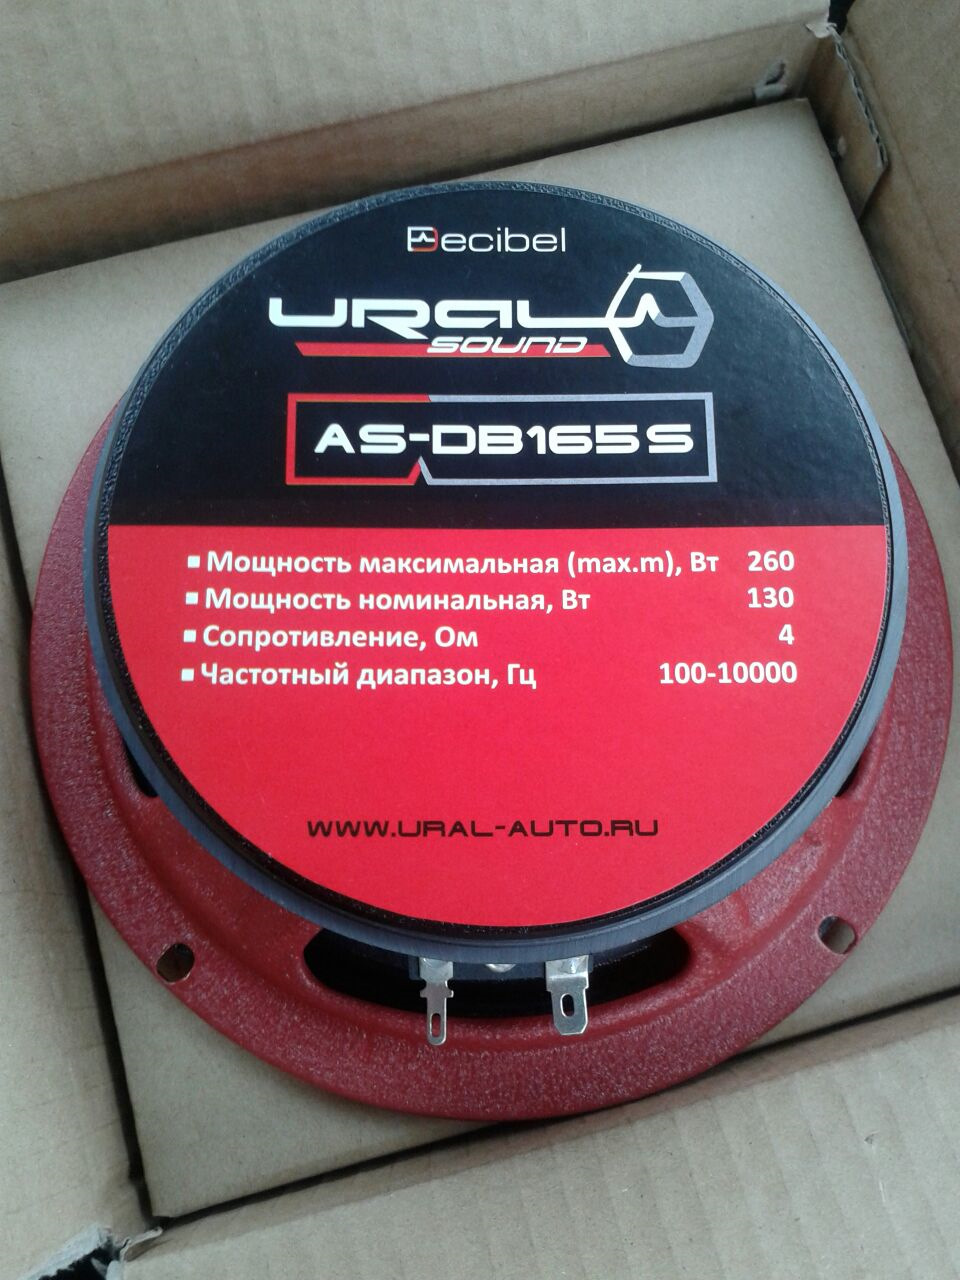 Decibel
URAL
SOUND
AS-DB165S
Мощность максимальная (max.m), Вт 260
Мощность номинальная, Вт 130
Сопротивление, Ом 4
Частотный диапазон, Гц 100-10000
WWW.URAL-AUTO.RU